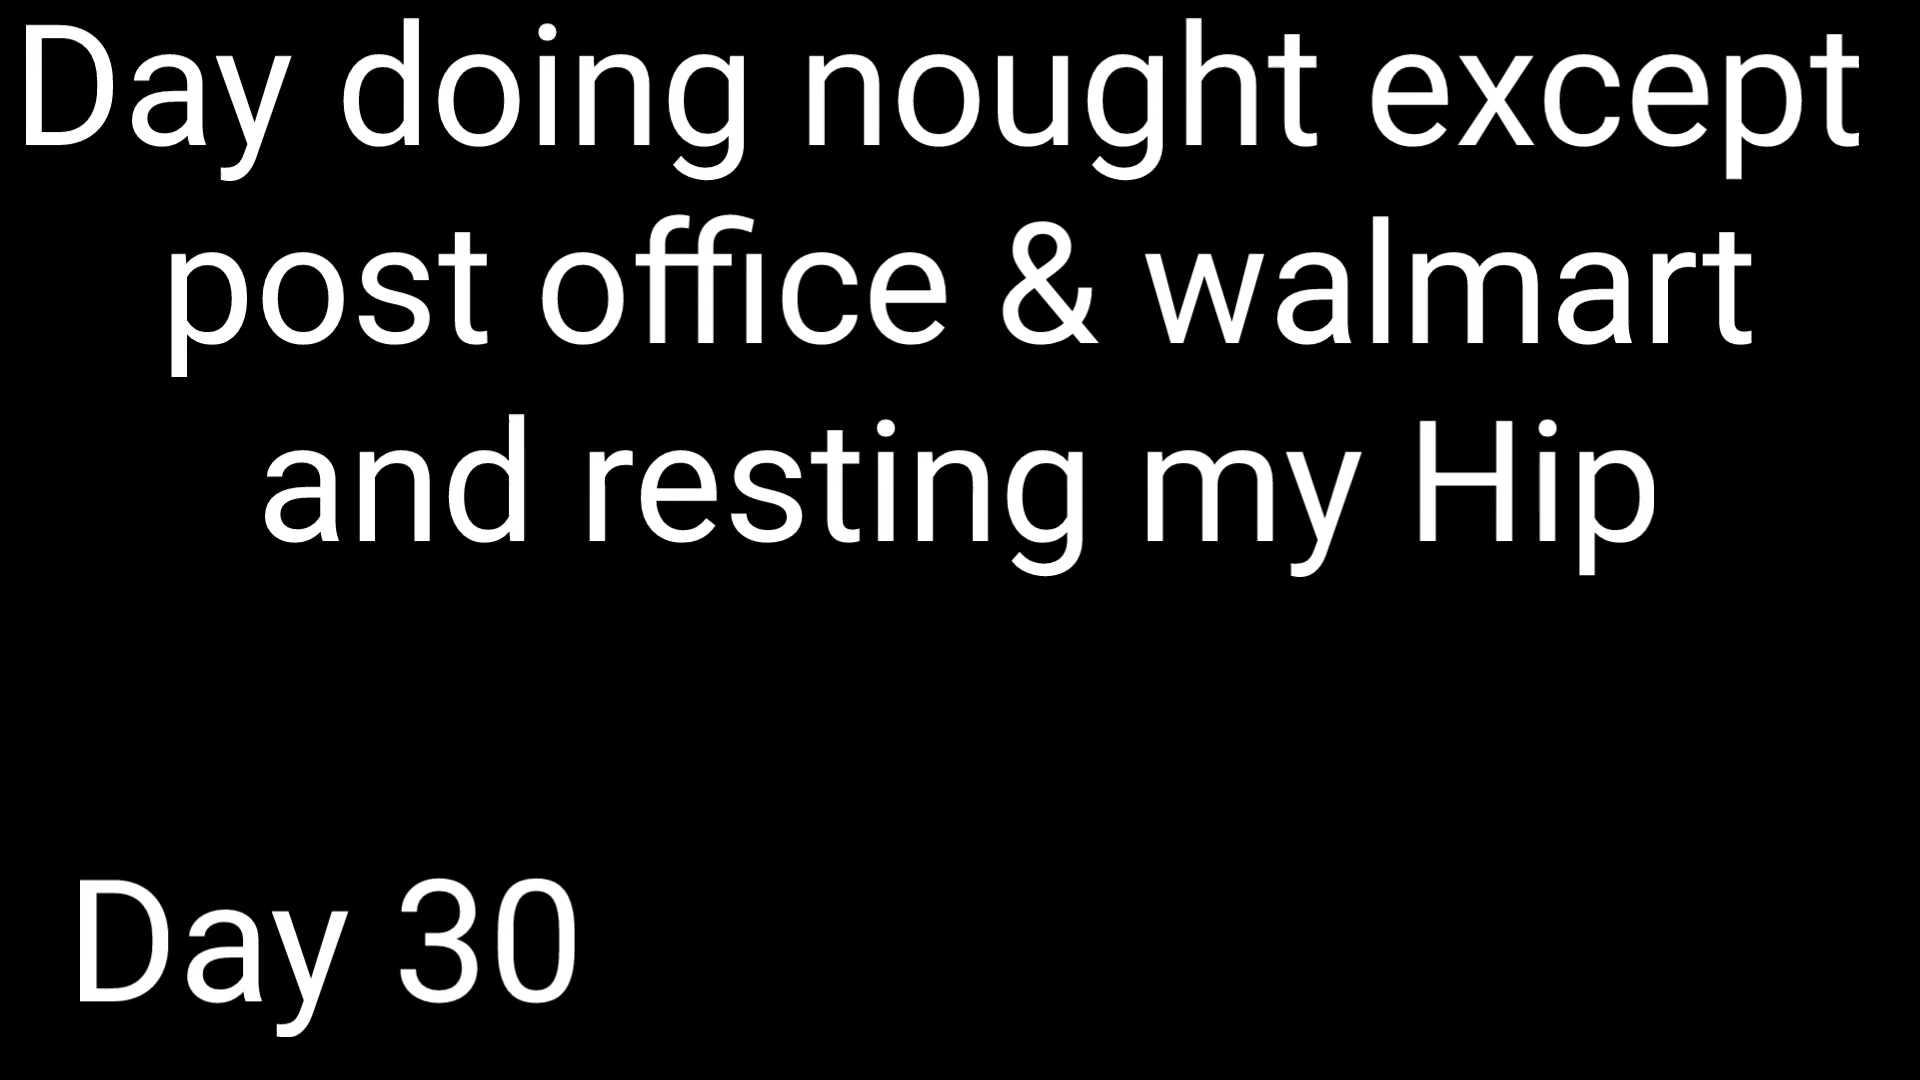 Day doing nought except
post office & walmart
and resting my Hip
Day 30